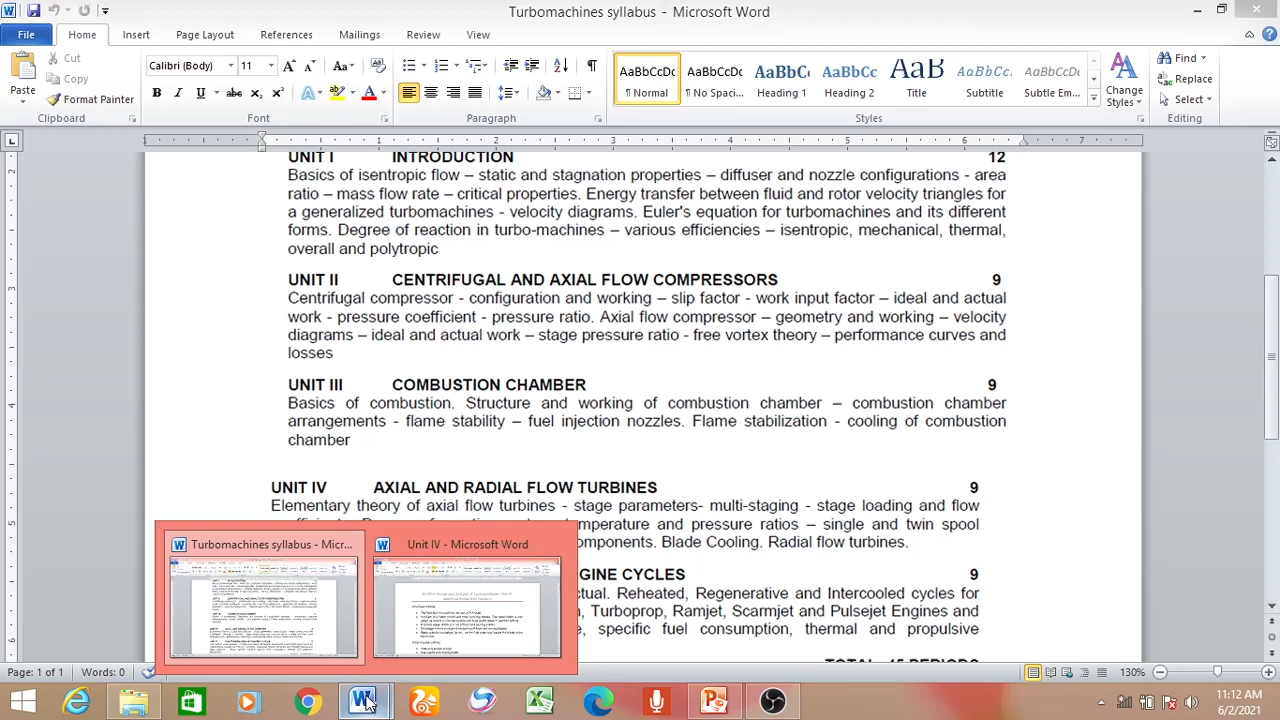 Turbomachines syllabus - Microsoft Word
File Home Insert Page Layout References Mailings Review View
Paste
Cut
Copy
Format Painter
Clipboard
Calibri (Body) 11
Font
Paragraph
AaBbCcDc AaBbCcDc AaBbCc AaBbCc AaB AaBbCc. AaBbCcDc
¶ Normal ¶ No Spaci... Heading 1 Heading 2 Title Subtitle Subtle Em...
Styles
Change Styles
Find
Replace
Select
Editing
1 1 2 3 4 5 6 7
UNIT I INTRODUCTION 12
Basics of isentropic flow – static and stagnation properties – diffuser and nozzle configurations - area
ratio – mass flow rate – critical properties. Energy transfer between fluid and rotor velocity triangles for
a generalized turbomachines - velocity diagrams. Euler's equation for turbomachines and its different
forms. Degree of reaction in turbo-machines – various efficiencies – isentropic, mechanical, thermal,
overall and polytropic
UNIT II CENTRIFUGAL AND AXIAL FLOW COMPRESSORS 9
Centrifugal compressor - configuration and working – slip factor - work input factor – ideal and actual
work - pressure coefficient - pressure ratio. Axial flow compressor – geometry and working – velocity
diagrams – ideal and actual work – stage pressure ratio - free vortex theory – performance curves and
losses
UNIT III COMBUSTION CHAMBER 9
Basics of combustion. Structure and working of combustion chamber – combustion chamber
arrangements - flame stability – fuel injection nozzles. Flame stabilization - cooling of combustion
chamber
UNIT IV AXIAL AND RADIAL FLOW TURBINES 9
Elementary theory of axial flow turbines - stage parameters- multi-staging - stage loading and flow
temperature and pressure ratios – single and twin spool
omponents. Blade Cooling. Radial flow turbines.
GINE CYCLES 9
ctual. Reheated, Regenerative and Intercooled cycles for
, Turboprop, Ramjet, Scarmjet and Pulsejet Engines and
e, specific fuel consumption, thermal and propulsive
Turbomachines syllabus - Micr...
Unit IV - Microsoft Word
Page: 1 of 1 Words: 0 130%
11:12 AM
6/2/2021